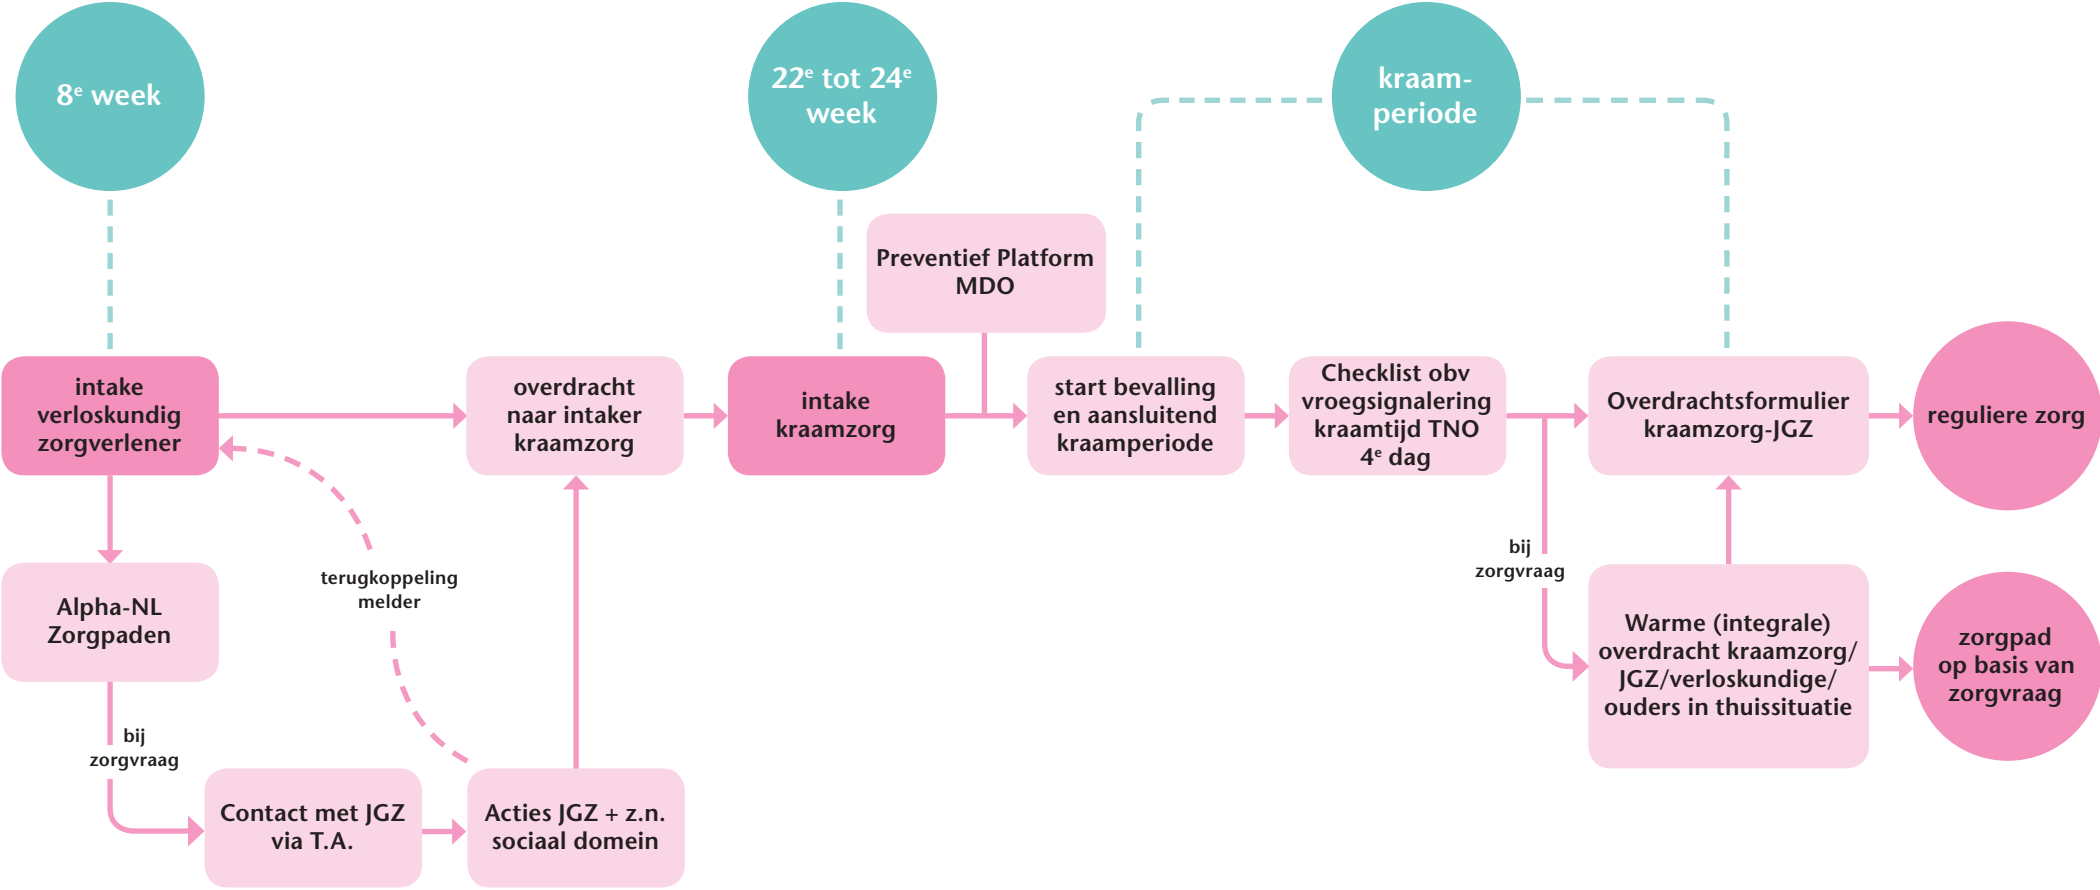 8e week
22e tot 24e
week
kraam-
periode
Preventief Platform
MDO
intake
verloskundig
zorgverlener
overdracht
naar intaker
kraamzorg
intake
kraamzorg
start bevalling
en aansluitend
kraamperiode
Checklist obv
vroegsignalering
kraamtijd TNO
4e dag
Overdrachtsformulier
kraamzorg-JGZ
reguliere zorg
Alpha-NL
Zorgpaden
terugkoppeling
melder
bij
zorgvraag
Warme (integrale)
overdracht kraamzorg/
JGZ/verloskundige/
ouders in thuissituatie
zorgpad
op basis van
zorgvraag
bij
zorgvraag
Contact met JGZ
via T.A.
Acties JGZ + z.n.
sociaal domein